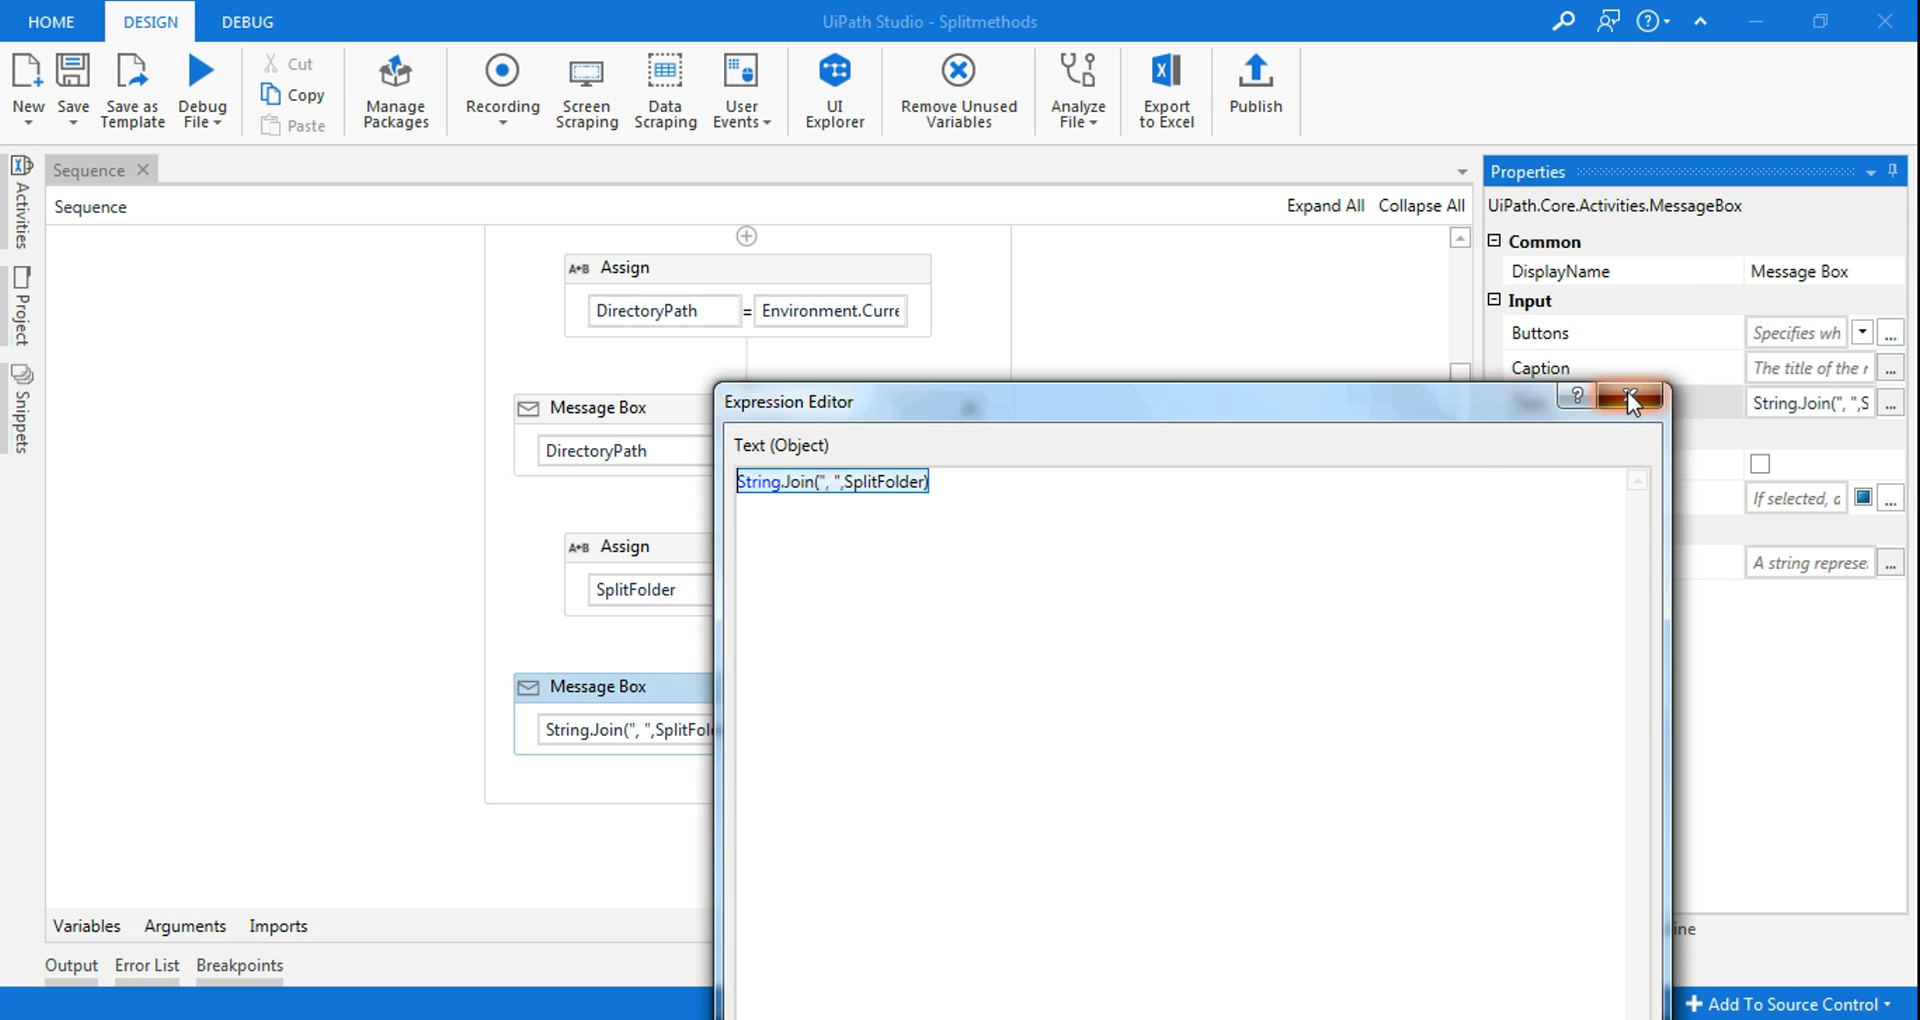 HOME DESIGN DEBUG UiPath Studio - Splitmethods
New Save Save as Template Debug File Cut Copy Paste Manage Packages Recording Screen Scraping Data Scraping User Events UI Explorer Remove Unused Variables Analyze File Export to Excel Publish
Activities
Project
Snippets
Sequence
Sequence Expand All Collapse All
A+B Assign
DirectoryPath = Environment.Curre
Message Box
DirectoryPath
A+B Assign
SplitFolder
Message Box
String.Join(", ",SplitFol
Expression Editor
Text (Object)
String.Join(", ",SplitFolder)
Properties
UiPath.Core.Activities.MessageBox
Common
DisplayName Message Box
Input
Buttons Specifies wh ...
Caption The title of the r ...
String.Join(", ",S ...
If selected, c ...
A string represe. ...
ine
Variables Arguments Imports
Output Error List Breakpoints
Add To Source Control